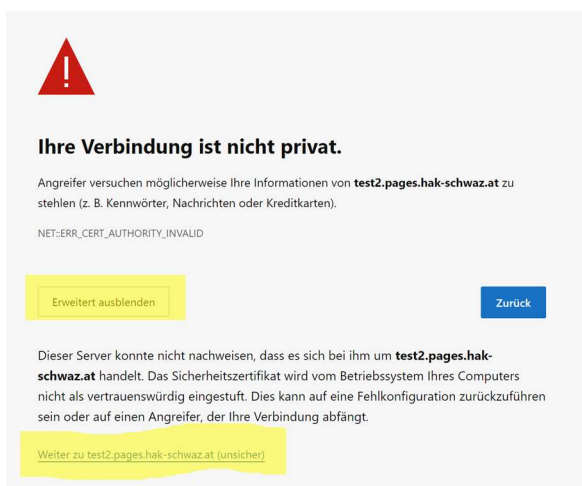 Ihre Verbindung ist nicht privat.
Angreifer versuchen möglicherweise Ihre Informationen von test2.pages.hak-schwaz.at zu
stehlen (z. B. Kennwörter, Nachrichten oder Kreditkarten).
NET::ERR_CERT_AUTHORITY_INVALID
Erweitert ausblenden
Zurück
Dieser Server konnte nicht nachweisen, dass es sich bei ihm um test2.pages.hak-
schwaz.at handelt. Das Sicherheitszertifikat wird vom Betriebssystem Ihres Computers
nicht als vertrauenswürdig eingestuft. Dies kann auf eine Fehlkonfiguration zurückzuführen
sein oder auf einen Angreifer, der Ihre Verbindung abfängt.
Weiter zu test2.pages.hak-schwaz.at (unsicher)